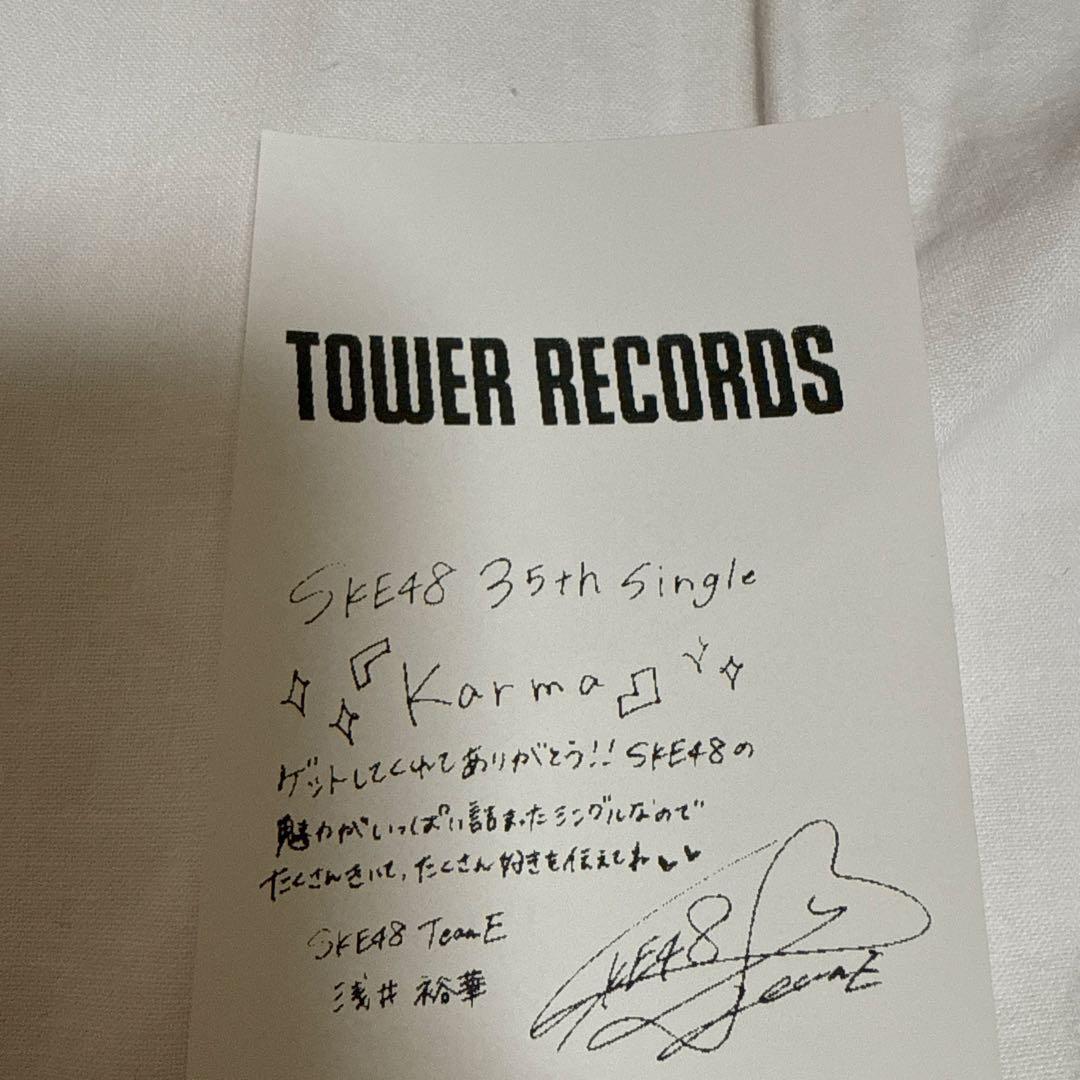 TOWER RECORDS
SKE48 35th Single
『Karma』
ゲットしてくれてありがとう!! SKE48の
魅力がいっぱい詰まったシングルなので
たくさんきいて、たくさん好きを伝えてね
SKE48 TeamE
浅井 裕華
SKE48
TeamE